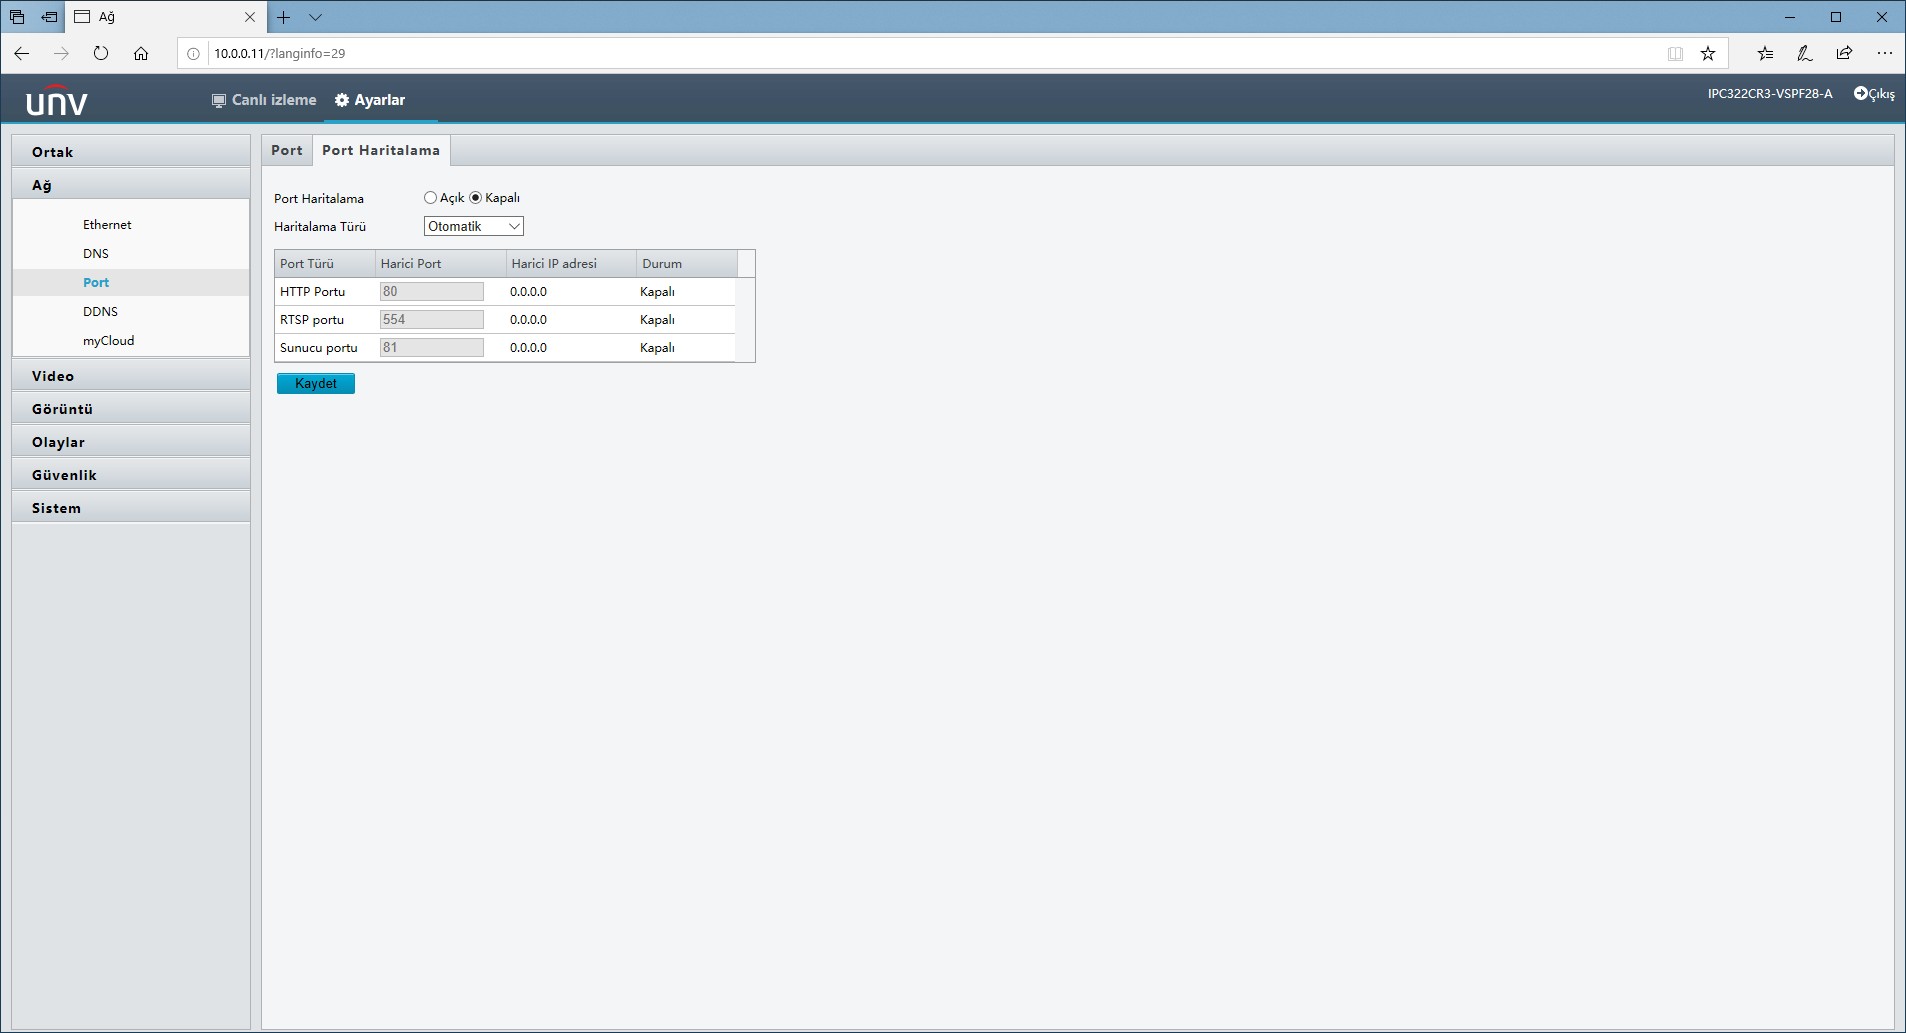 Ağ
10.0.0.11/?langinfo=29
unv
Canlı izleme
Ayarlar
IPC322CR3-VSPF28-A
Çıkış
Ortak
Ağ
Ethernet
DNS
Port
DDNS
myCloud
Video
Görüntü
Olaylar
Güvenlik
Sistem
Port
Port Haritalama
Port Haritalama Açık Kapalı
Haritalama Türü Otomatik
Port Türü Harici Port Harici IP adresi Durum
HTTP Portu 80 0.0.0.0 Kapalı
RTSP portu 554 0.0.0.0 Kapalı
Sunucu portu 81 0.0.0.0 Kapalı
Kaydet